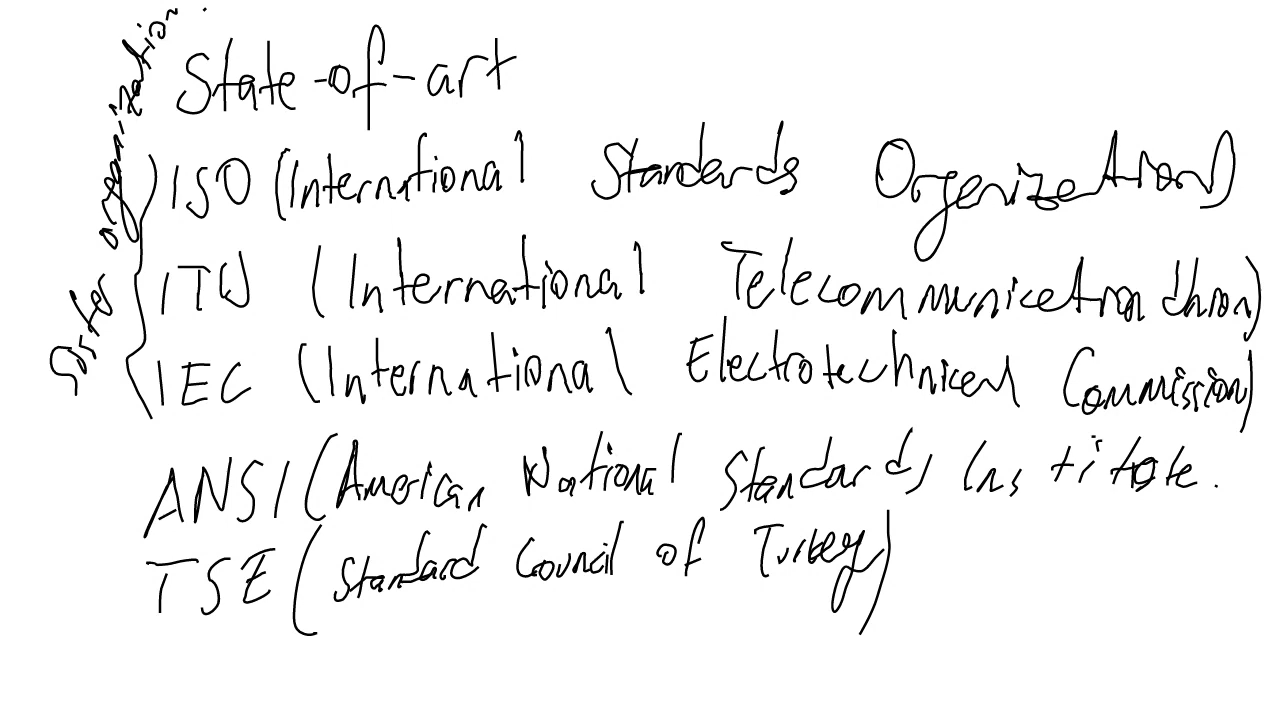 State-of-art
Sister organization.
ISO (International Standards Organization)
ITU (International Telecommunication Union)
IEC (International Electrotechnical Commission)
ANSI (American National Standards Institute.
TSE (Standard Council of Turkey)